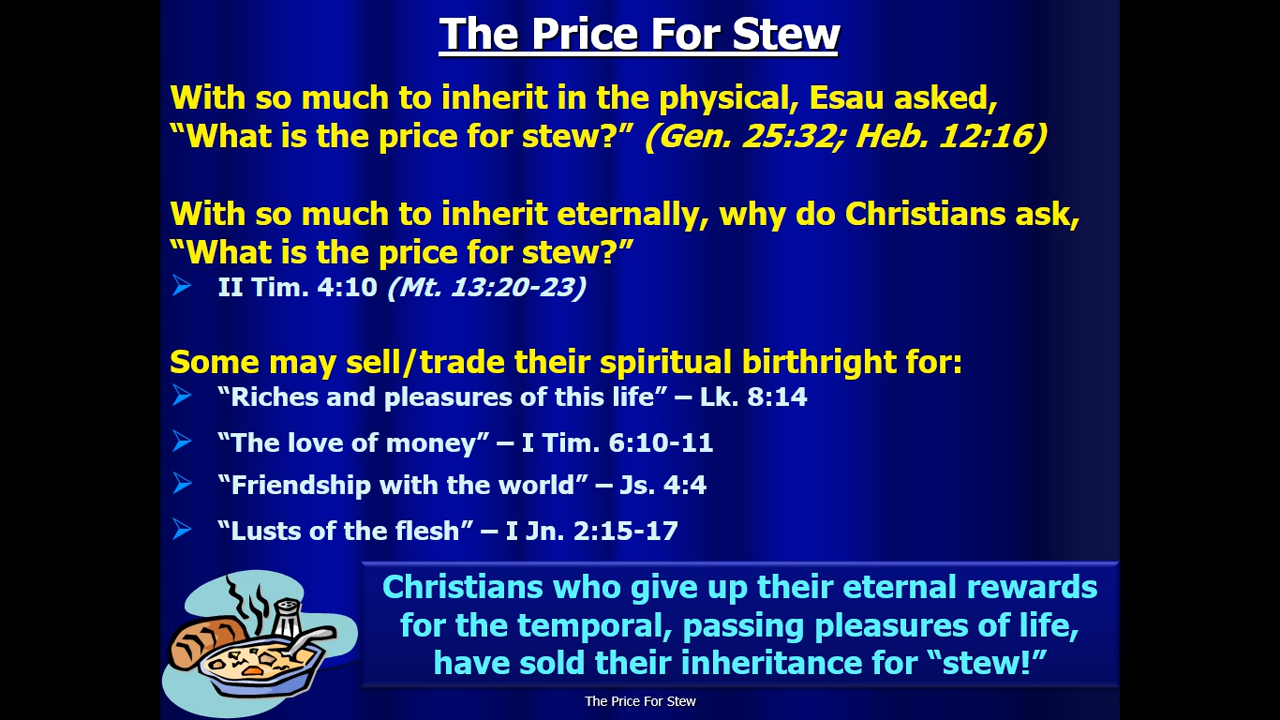 The Price For Stew
With so much to inherit in the physical, Esau asked,
“What is the price for stew?” (Gen. 25:32; Heb. 12:16)
With so much to inherit eternally, why do Christians ask,
“What is the price for stew?”
II Tim. 4:10 (Mt. 13:20-23)
Some may sell/trade their spiritual birthright for:
“Riches and pleasures of this life” – Lk. 8:14
“The love of money” – I Tim. 6:10-11
“Friendship with the world” – Js. 4:4
“Lusts of the flesh” – I Jn. 2:15-17
Christians who give up their eternal rewards
for the temporal, passing pleasures of life,
have sold their inheritance for “stew!”
The Price For Stew